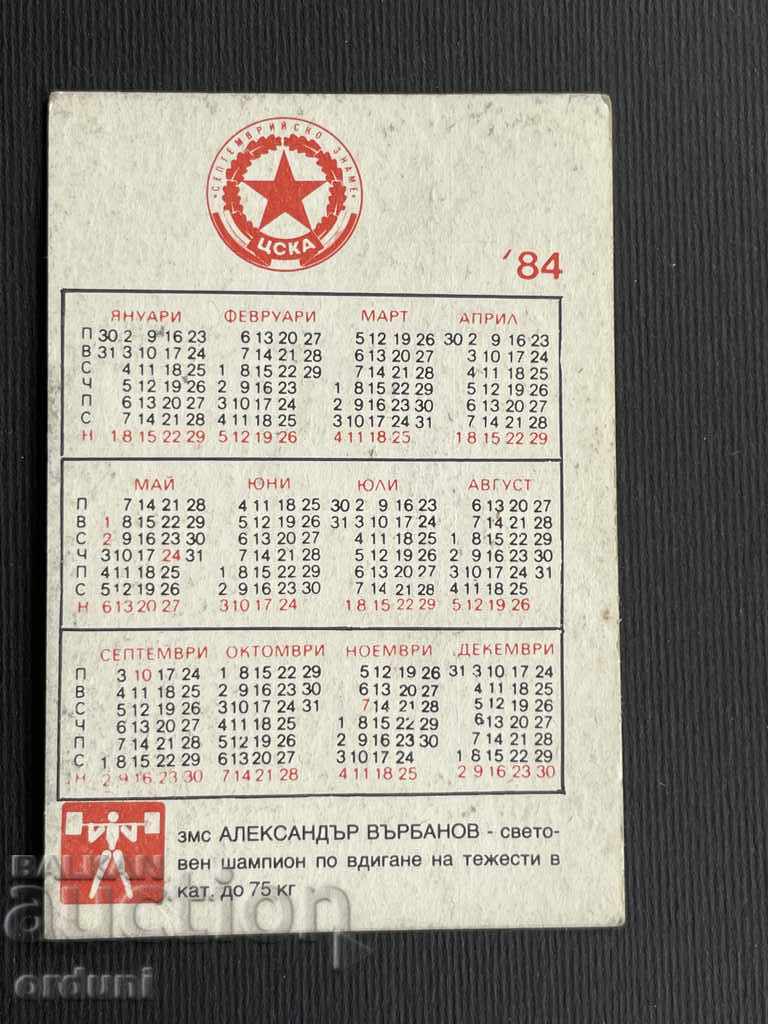 СЕПТЕМВРИЙСКО ЗНАМЕ
ЦСКА
'84
ЯНУАРИ ФЕВРУАРИ МАРТ АПРИЛ
П 30 2 9 16 23 6 13 20 27 5 12 19 26 30 2 9 16 23
В 31 3 10 17 24 7 14 21 28 6 13 20 27 3 10 17 24
С 4 11 18 25 1 8 15 22 29 7 14 21 28 4 11 18 25
Ч 5 12 19 26 2 9 16 23 1 8 15 22 29 5 12 19 26
П 6 13 20 27 3 10 17 24 2 9 16 23 30 6 13 20 27
С 7 14 21 28 4 11 18 25 3 10 17 24 31 7 14 21 28
Н 1 8 15 22 29 5 12 19 26 4 11 18 25 1 8 15 22 29
МАЙ ЮНИ ЮЛИ АВГУСТ
П 7 14 21 28 4 11 18 25 30 2 9 16 23 6 13 20 27
В 1 8 15 22 29 5 12 19 26 31 3 10 17 24 7 14 21 28
С 2 9 16 23 30 6 13 20 27 4 11 18 25 1 8 15 22 29
Ч 3 10 17 24 31 7 14 21 28 5 12 19 26 2 9 16 23 30
П 4 11 18 25 1 8 15 22 29 6 13 20 27 3 10 17 24 31
С 5 12 19 26 2 9 16 23 30 7 14 21 28 4 11 18 25
Н 6 13 20 27 3 10 17 24 1 8 15 22 29 5 12 19 26
СЕПТЕМВРИ ОКТОМВРИ НОЕМВРИ ДЕКЕМВРИ
П 3 10 17 24 1 8 15 22 29 5 12 19 26 31 3 10 17 24
В 4 11 18 25 2 9 16 23 30 6 13 20 27 4 11 18 25
С 5 12 19 26 3 10 17 24 31 7 14 21 28 5 12 19 26
Ч 6 13 20 27 4 11 18 25 1 8 15 22 29 6 13 20 27
П 7 14 21 28 5 12 19 26 2 9 16 23 30 7 14 21 28
С 1 8 15 22 29 6 13 20 27 3 10 17 24 1 8 15 22 29
Н 2 9 16 23 30 7 14 21 28 4 11 18 25 2 9 16 23 30
змс АЛЕКСАНДЪР ВЪРБАНОВ - свето-
вен шампион по вдигане на тежести в
кат. до 75 кг
BALKAN
auction
orduni